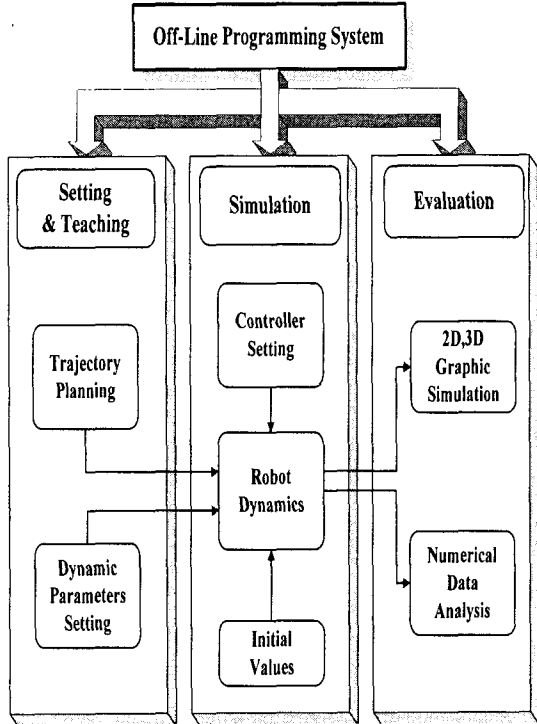 Off-Line Programming System
Setting
& Teaching
Simulation
Evaluation
Trajectory
Planning
Controller
Setting
2D,3D
Graphic
Simulation
Robot
Dynamics
Dynamic
Parameters
Setting
Initial
Values
Numerical
Data
Analysis